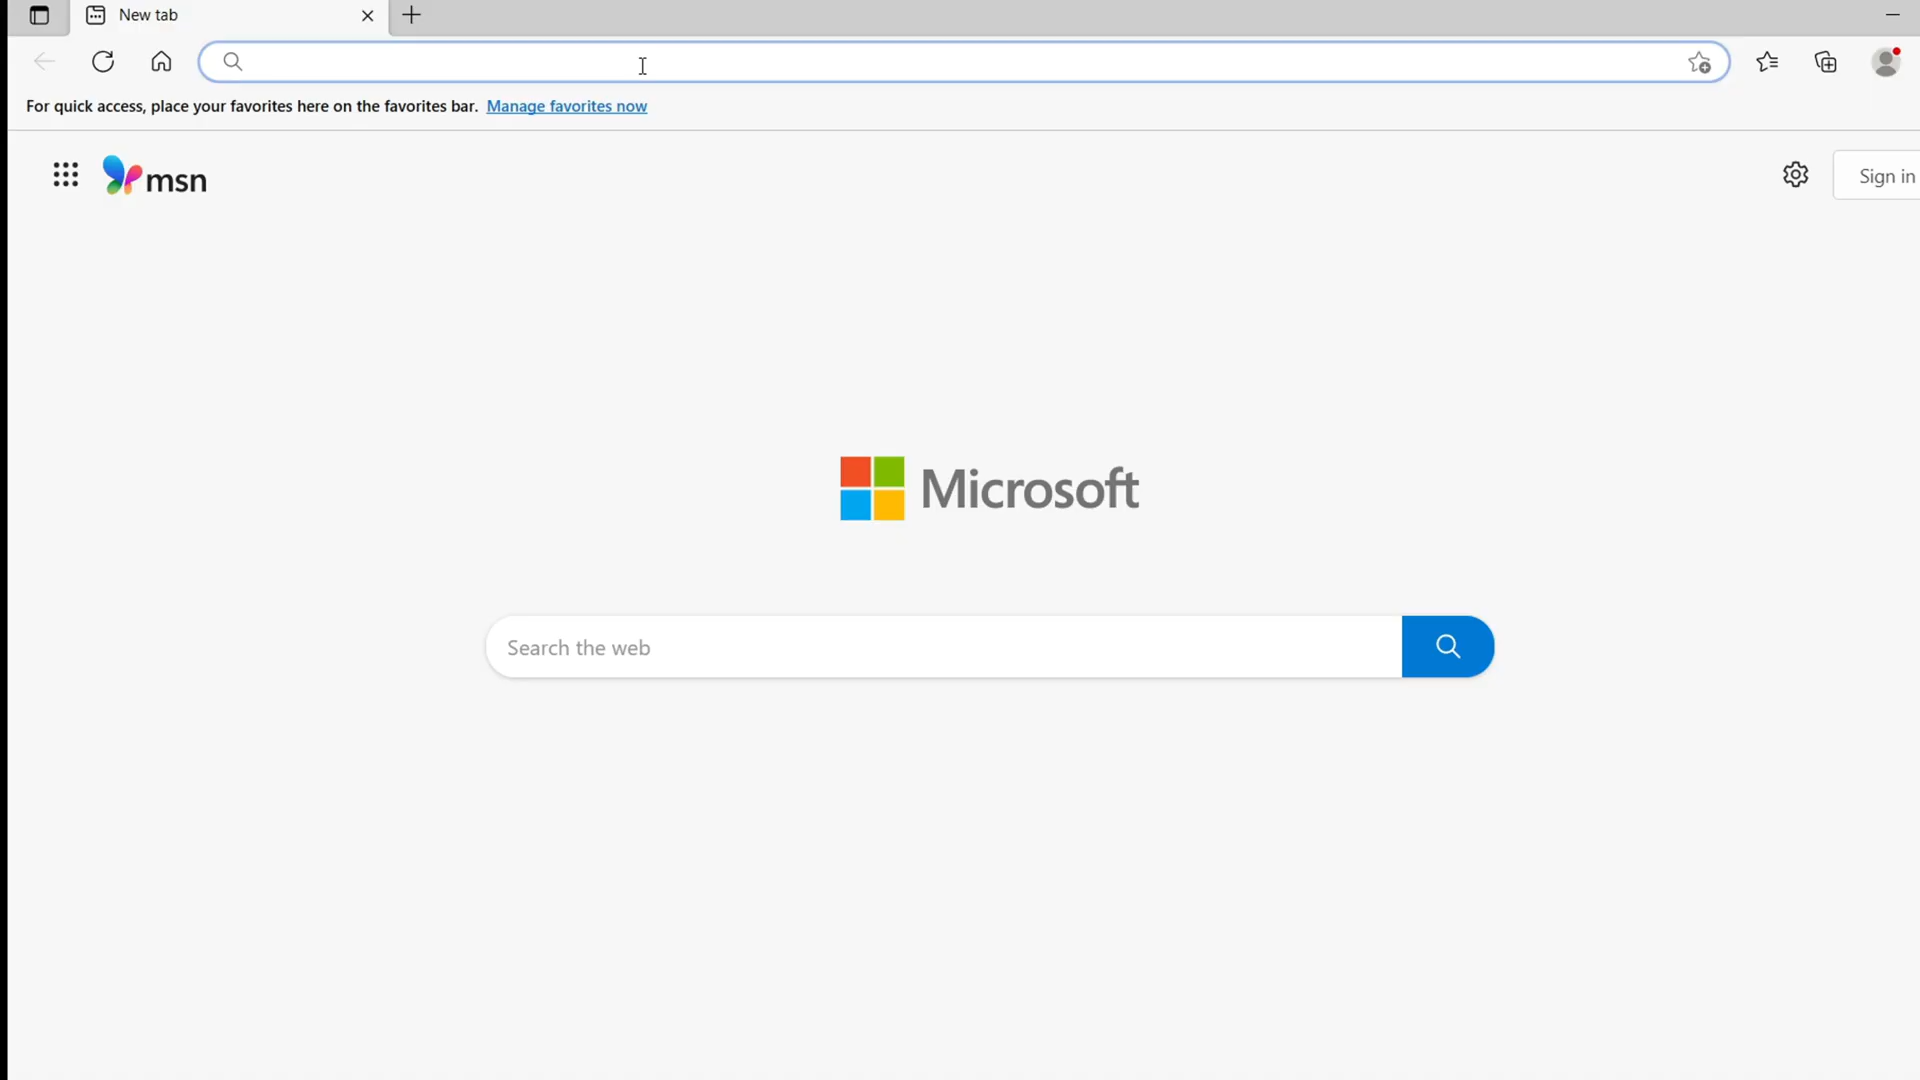 New tab
For quick access, place your favorites here on the favorites bar. Manage favorites now
msn
Sign in
Microsoft
Search the web